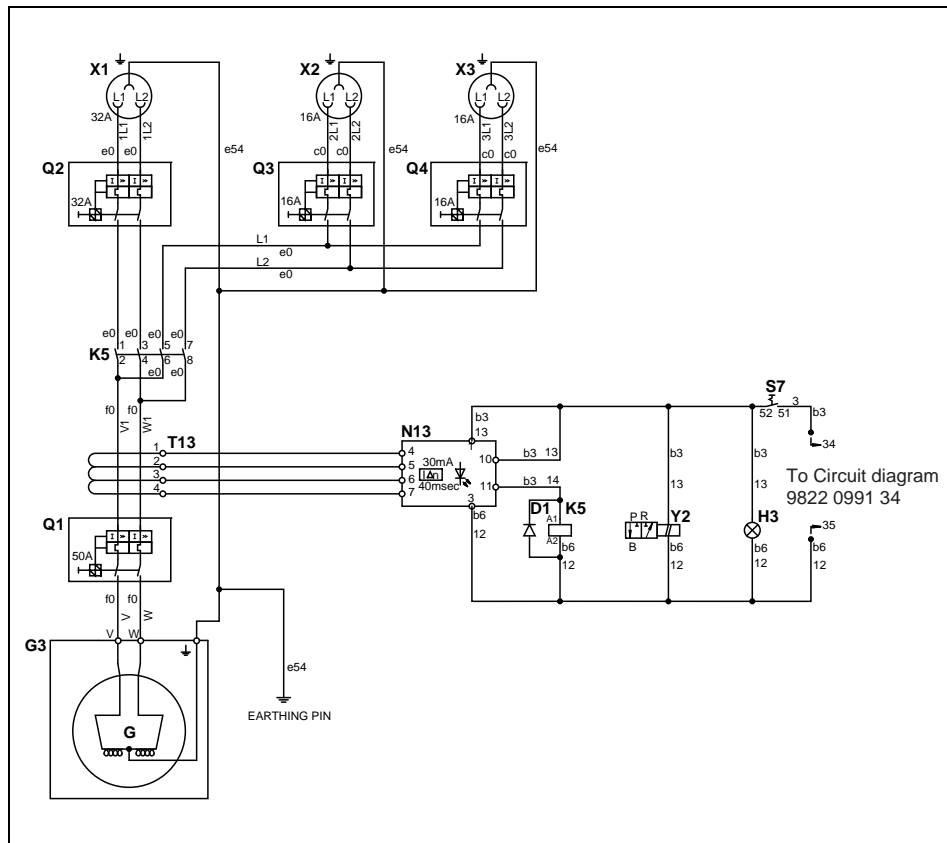 X1 X2 X3
L1 L2 L1 L2 L1 L2
32A 1L1 1L2 16A 2L1 2L2 16A 3L1 3L2
e0 e0 e54 c0 c0 e54 c0 c0 e54
Q2 Q3 Q4
I > I > I > I > I > I >
32A 16A 16A
L1
e0
L2
e0
e0 e0 e0 e0
K5 1 3 5 7
2 4 6 8
e0 e0
f0 f0
V1 W1
S7
3
52 51
b3
b3
13
b3
13
b3
13
34
To Circuit diagram
9822 0991 34
T13 N13
1 4 10 b3 13
2 5 30mA
3 6 I∆n 11 b3 14
4 7 40msec
3
b6
12
D1 K5
A1
A2
b6
12
P R
B
Y2
b6
12
H3
b6
12
35
b6
12
Q1
I > I >
50A
f0 f0
V W
G3 V W
e54
EARTHING PIN
G